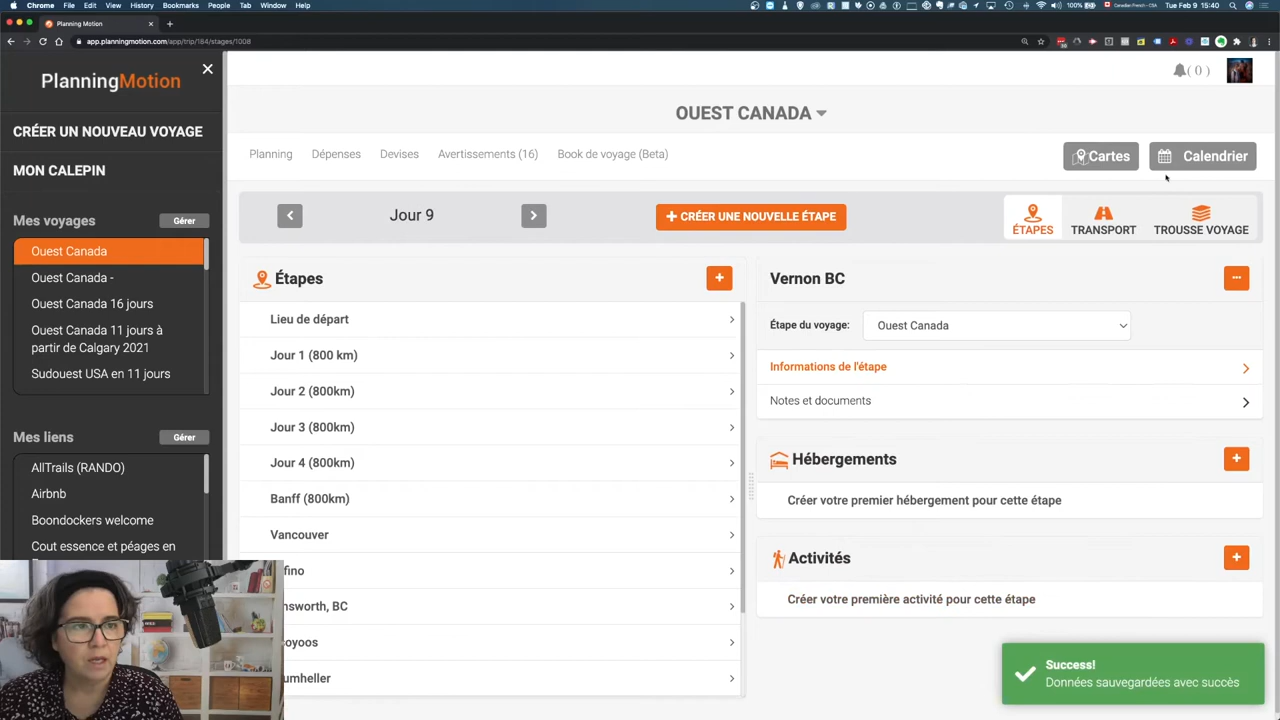 Chrome File Edit View History Bookmarks People Tab Window Help
100% Canadian French – CSA Tue Feb 9 15:40
Planning Motion
app.planningmotion.com/app/trip/184/stages/1008
PlanningMotion
CRÉER UN NOUVEAU VOYAGE
MON CALEPIN
Mes voyages Gérer
Ouest Canada
Ouest Canada -
Ouest Canada 16 jours
Ouest Canada 11 jours à
partir de Calgary 2021
Sudouest USA en 11 jours
Mes liens Gérer
AllTrails (RANDO)
Airbnb
Boondockers welcome
Cout essence et péages en
( 0 )
OUEST CANADA
Planning Dépenses Devises Avertissements (16) Book de voyage (Beta)
Cartes Calendrier
Jour 9
+ CRÉER UNE NOUVELLE ÉTAPE
ÉTAPES TRANSPORT TROUSSE VOYAGE
Étapes
Lieu de départ
Jour 1 (800 km)
Jour 2 (800km)
Jour 3 (800km)
Jour 4 (800km)
Banff (800km)
Vancouver
fino
nsworth, BC
oyoos
umheller
Vernon BC
Étape du voyage: Ouest Canada
Informations de l'étape
Notes et documents
Hébergements
Créer votre premier hébergement pour cette étape
Activités
Créer votre première activité pour cette étape
Success!
Données sauvegardées avec succès